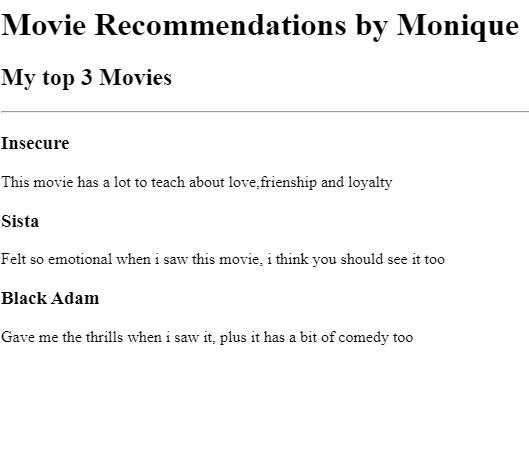 Movie Recommendations by Monique
My top 3 Movies
Insecure
This movie has a lot to teach about love,frienship and loyalty
Sista
Felt so emotional when i saw this movie, i think you should see it too
Black Adam
Gave me the thrills when i saw it, plus it has a bit of comedy too